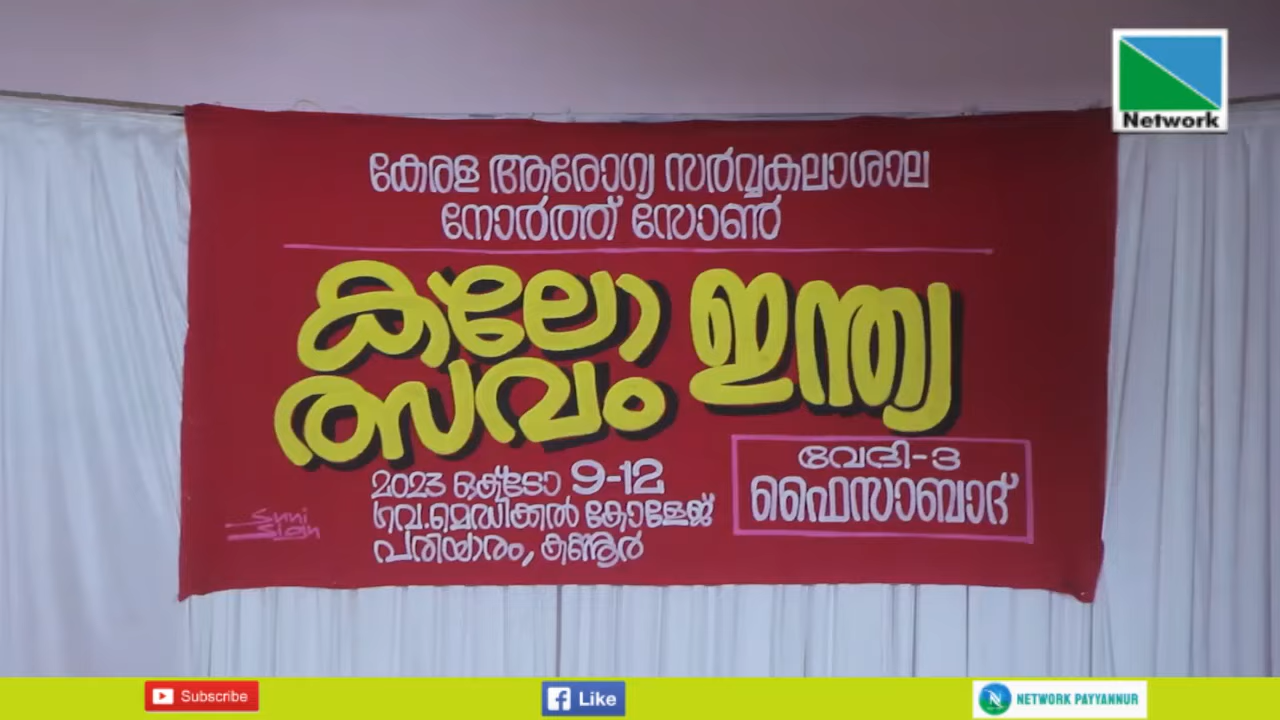 Network
കേരള ആരോഗ്യ സർവ്വകലാശാല
നോർത്ത് സോൺ
കലോ
ത്സവം
ഇന്ത്യ
2023 ഒക്ടോ 9-12
ഗവ.മെഡിക്കൽ കോളേജ്
പരിയാരം, കണ്ണൂർ
വേദി-3
ഫൈസാബാദ്
Subscribe
Like
NETWORK PAYYANNUR